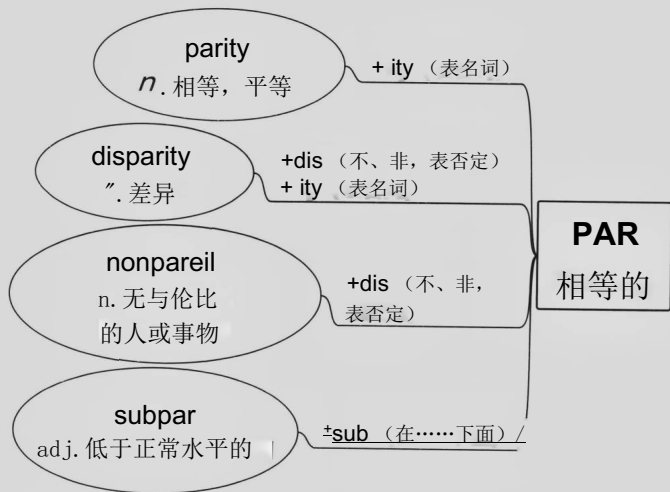 parity
n.相等，平等
+ ity （表名词）
disparity
〃.差异
+dis （不、非，表否定）
+ ity （表名词）
nonpareil
n.无与伦比
的人或事物
+dis （不、非，
表否定）
subpar
adj.低于正常水平的
±sub （在……下面）/
PAR
相等的